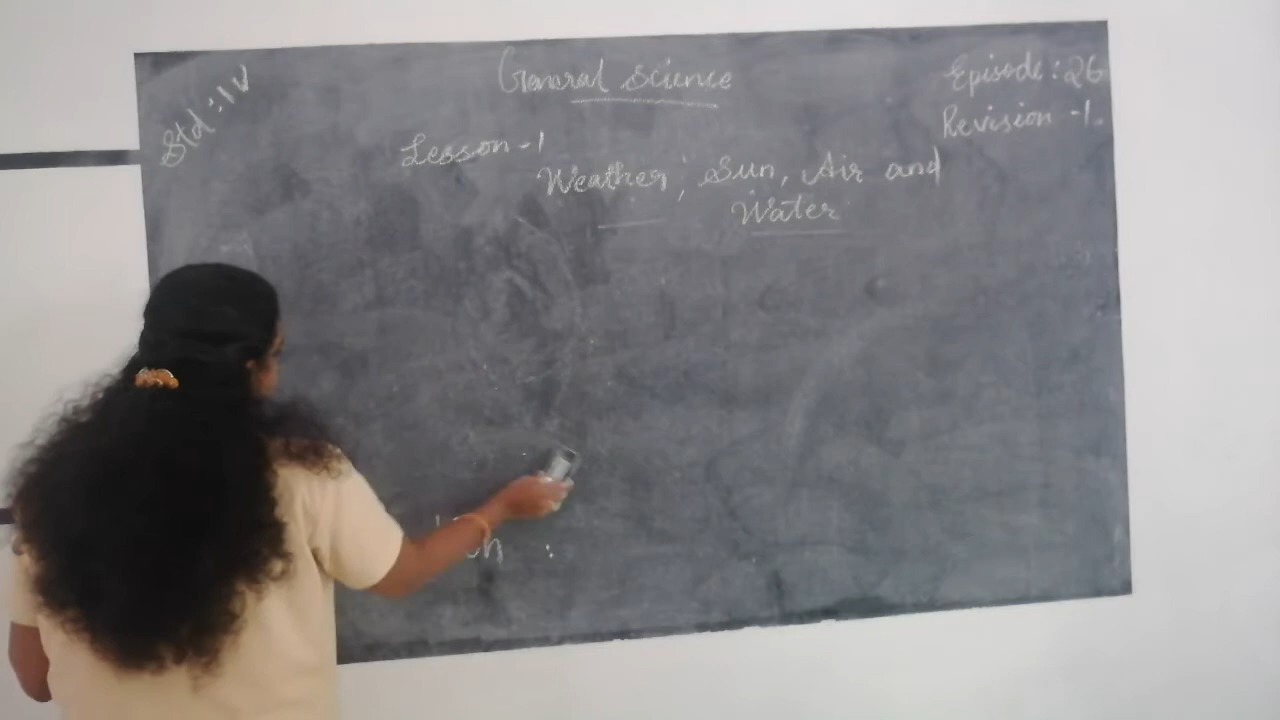 Std : IV
General Science
Episode : 26
Revision - 1.
Lesson - 1
Weather, Sun, Air and
Water